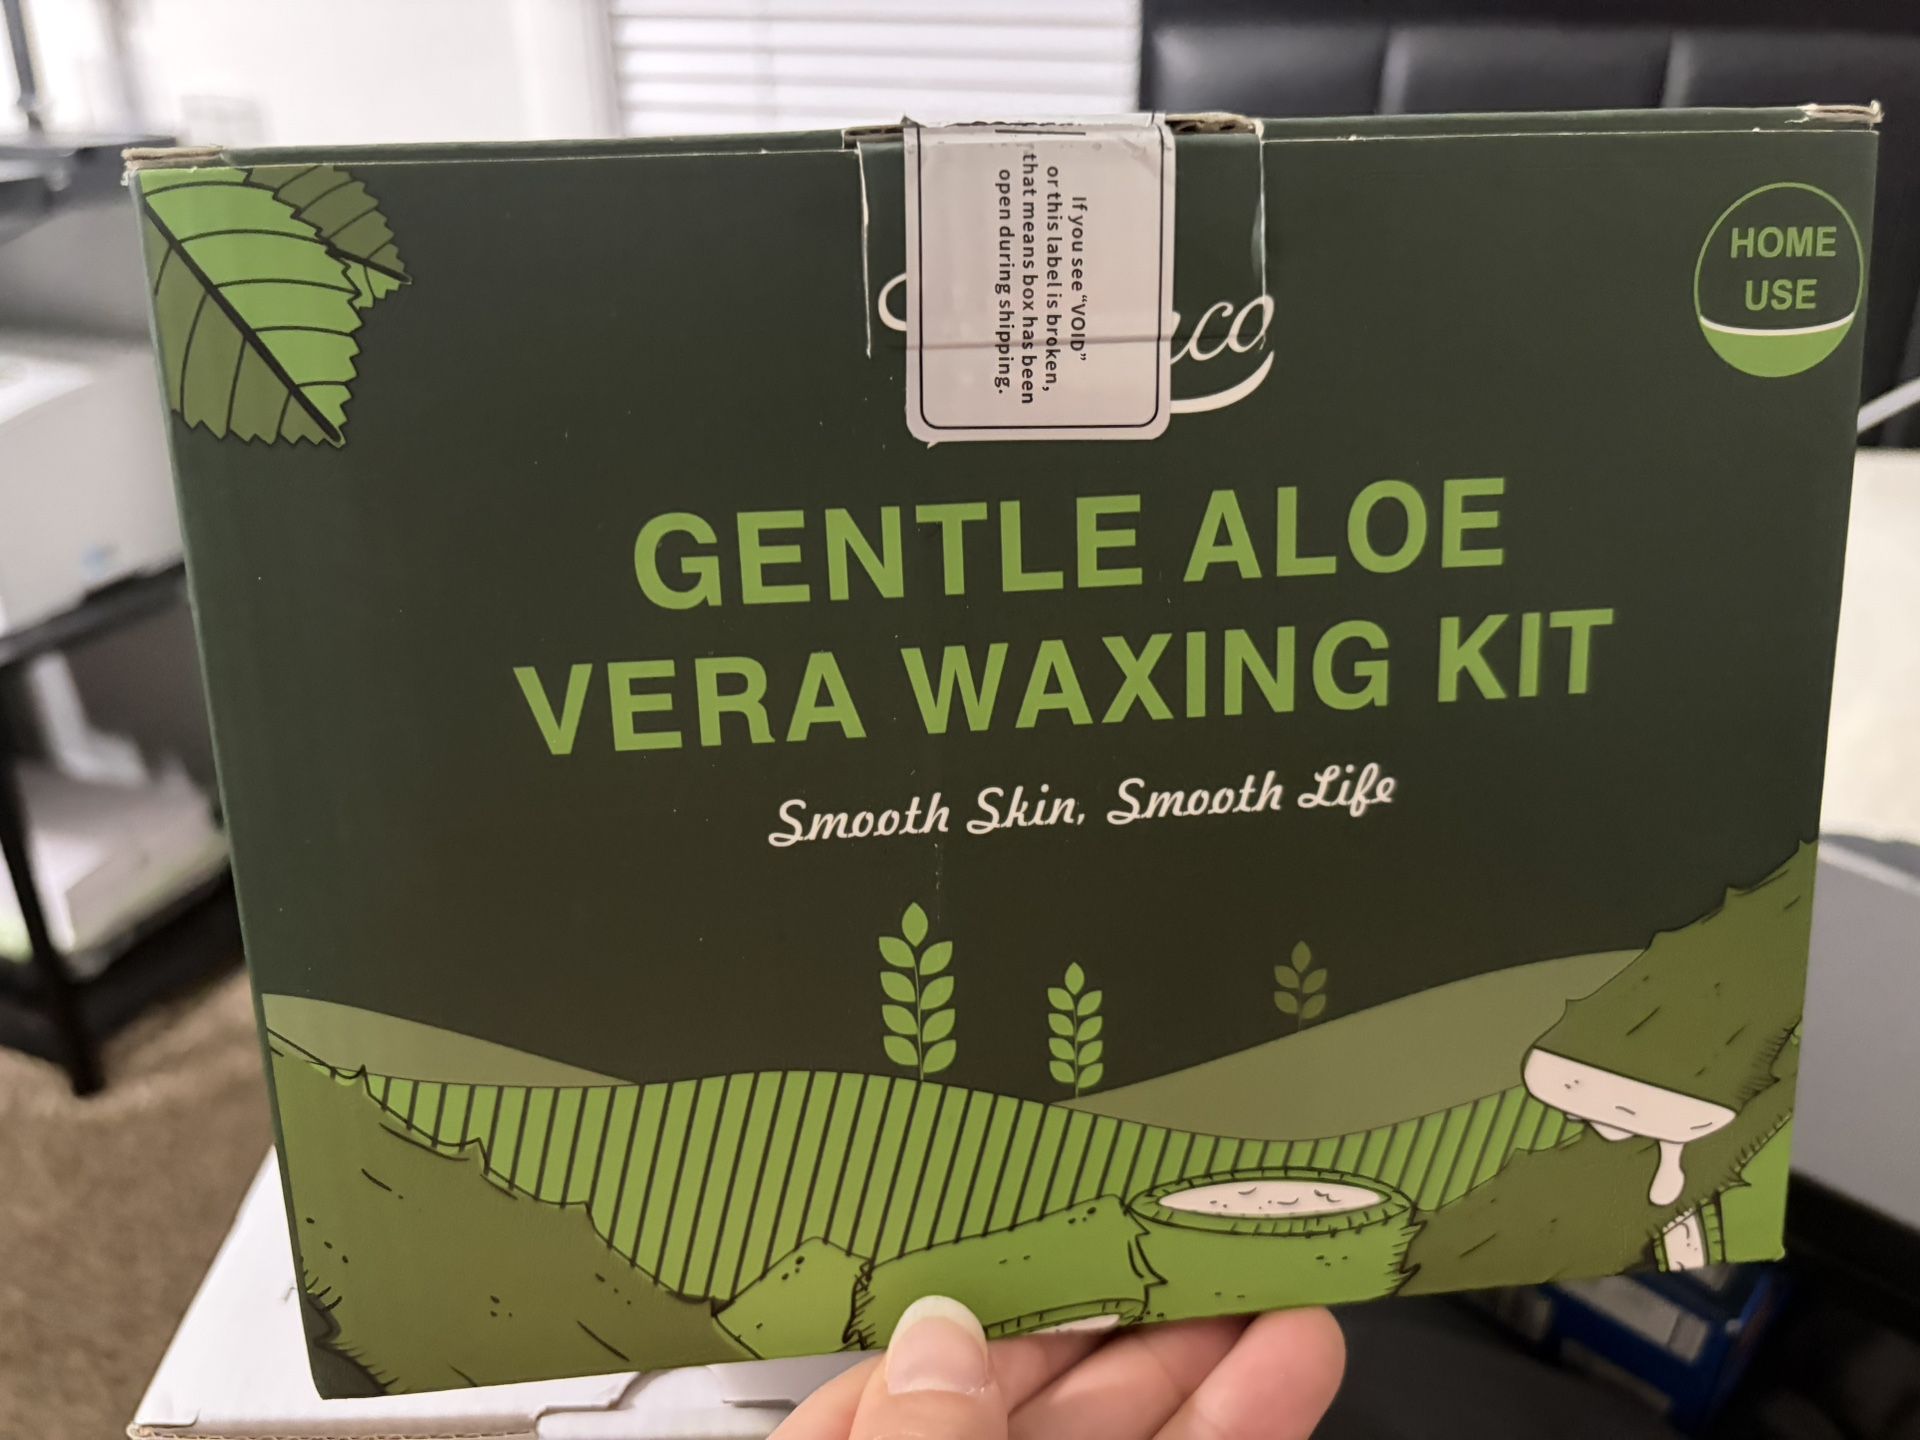 If you see “VOID”
or this label is broken,
that means box has been
open during shipping.
HOME
USE
GENTLE ALOE
VERA WAXING KIT
Smooth Skin, Smooth Life